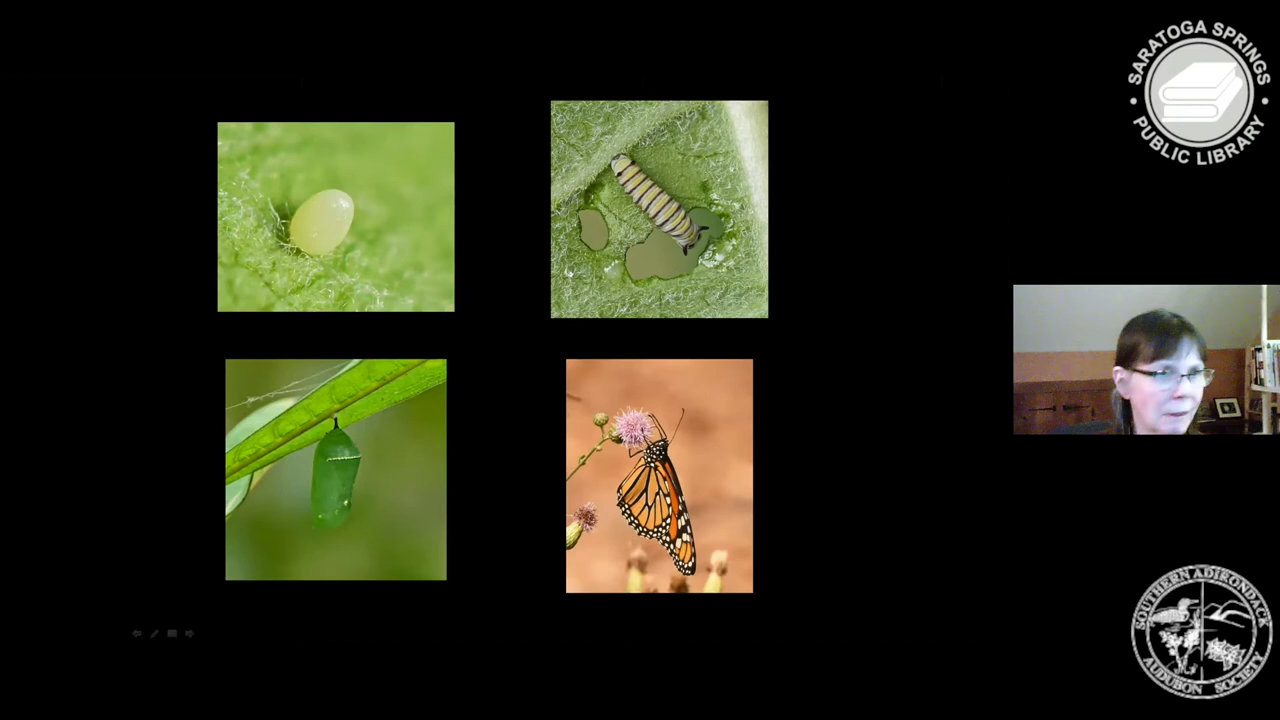 SARATOGA SPRINGS
PUBLIC LIBRARY
SOUTHERN ADIRONDACK
AUDUBON SOCIETY